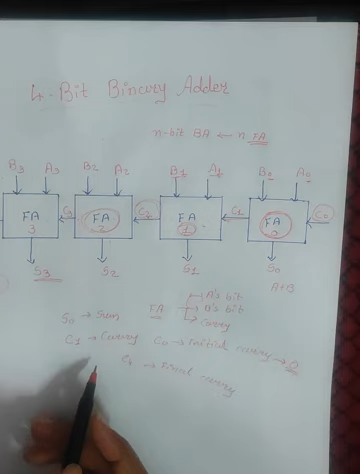 4-Bit Binary Adder
n-bit BA ← n FA
B3 A3 B2 A2 B1 A1 B0 A0
FA 3 C3 FA 2 C2 FA 1 C1 FA 0 C0
S3 S2 S1 S0
A+B
A's bit
S0 → Sum FA → B's bit
Carry
C1 → Carry C0 → Initial carry → 0
C4 → Final carry